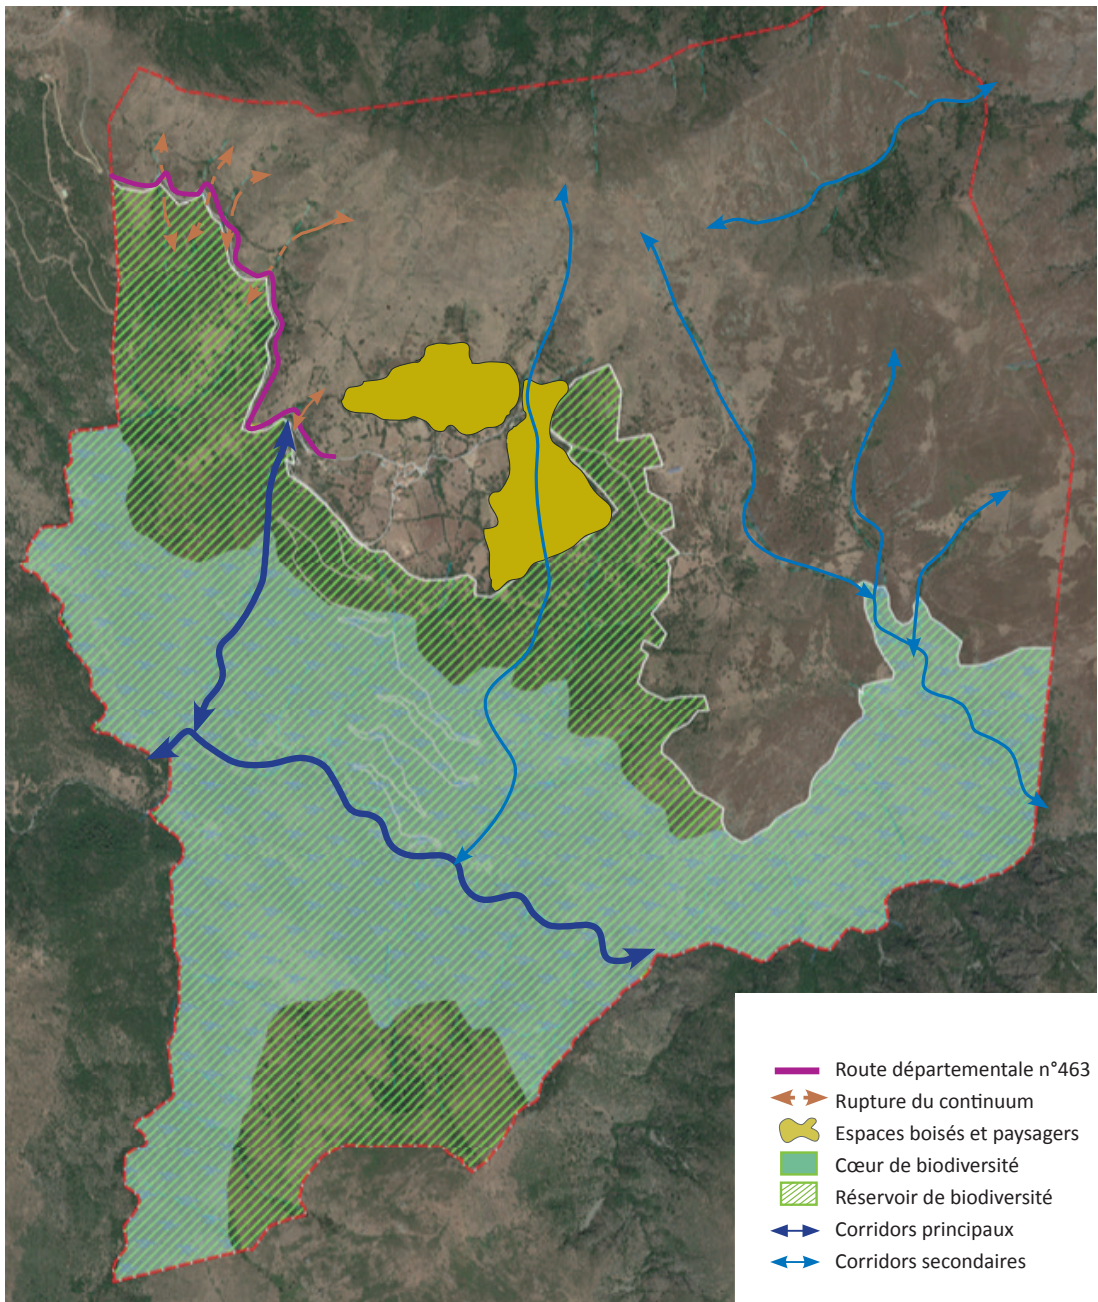 Route départementale n°463
Rupture du continuum
Espaces boisés et paysagers
Cœur de biodiversité
Réservoir de biodiversité
Corridors principaux
Corridors secondaires